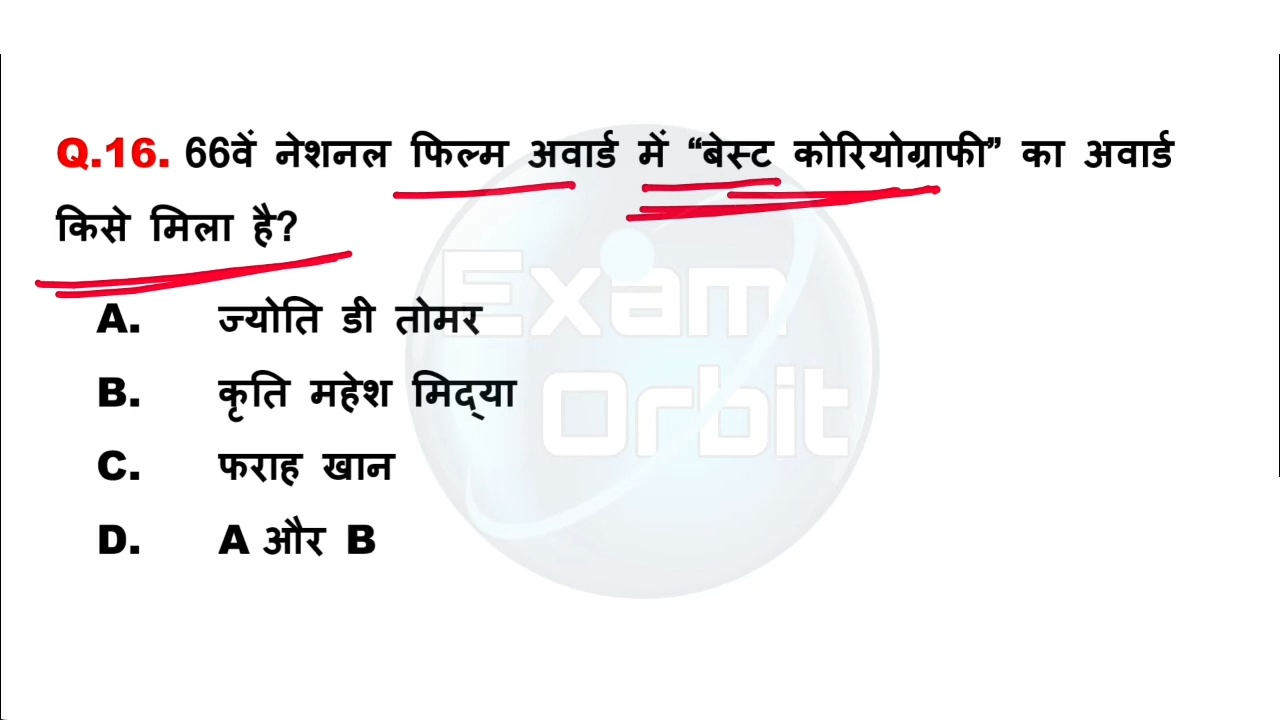 Q.16. 66वें नेशनल फिल्म अवार्ड में “बेस्ट कोरियोग्राफी” का अवार्ड
किसे मिला है?
A. ज्योति डी तोमर
B. कृति महेश मिद्‌या
C. फराह खान
D. A और B
Exam
Orbit